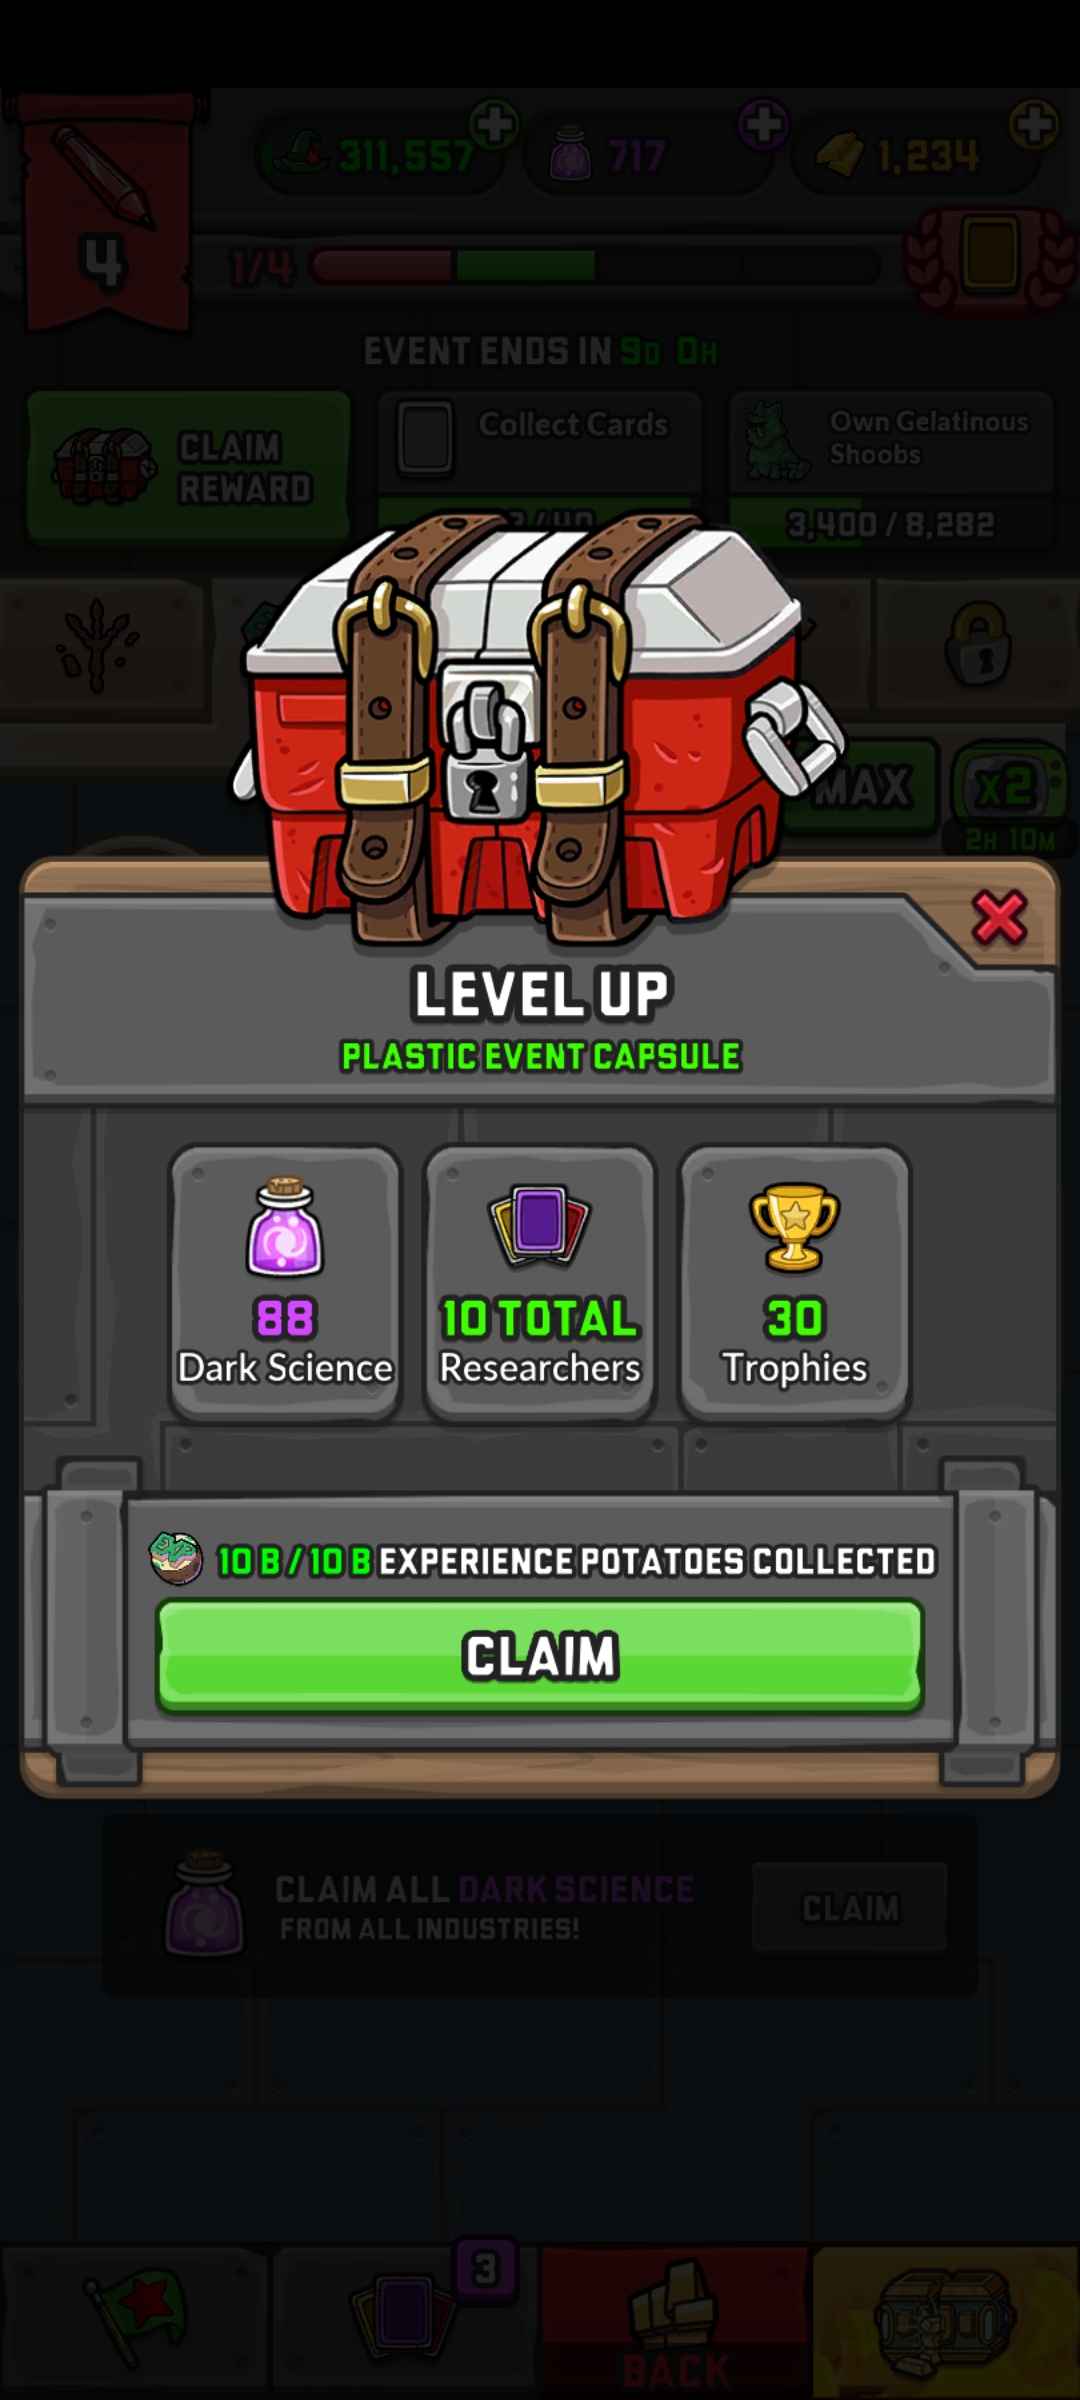 311,557
717
1,234
4
1/4
EVENT ENDS IN 9D 0H
CLAIM
REWARD
Collect Cards
Own Gelatinous
Shoobs
3,400 / 8,282
MAX
x2
2H 10M
LEVEL UP
PLASTIC EVENT CAPSULE
88
Dark Science
10 TOTAL
Researchers
30
Trophies
10 B / 10 B EXPERIENCE POTATOES COLLECTED
CLAIM
CLAIM ALL DARK SCIENCE
FROM ALL INDUSTRIES!
CLAIM
3
BACK